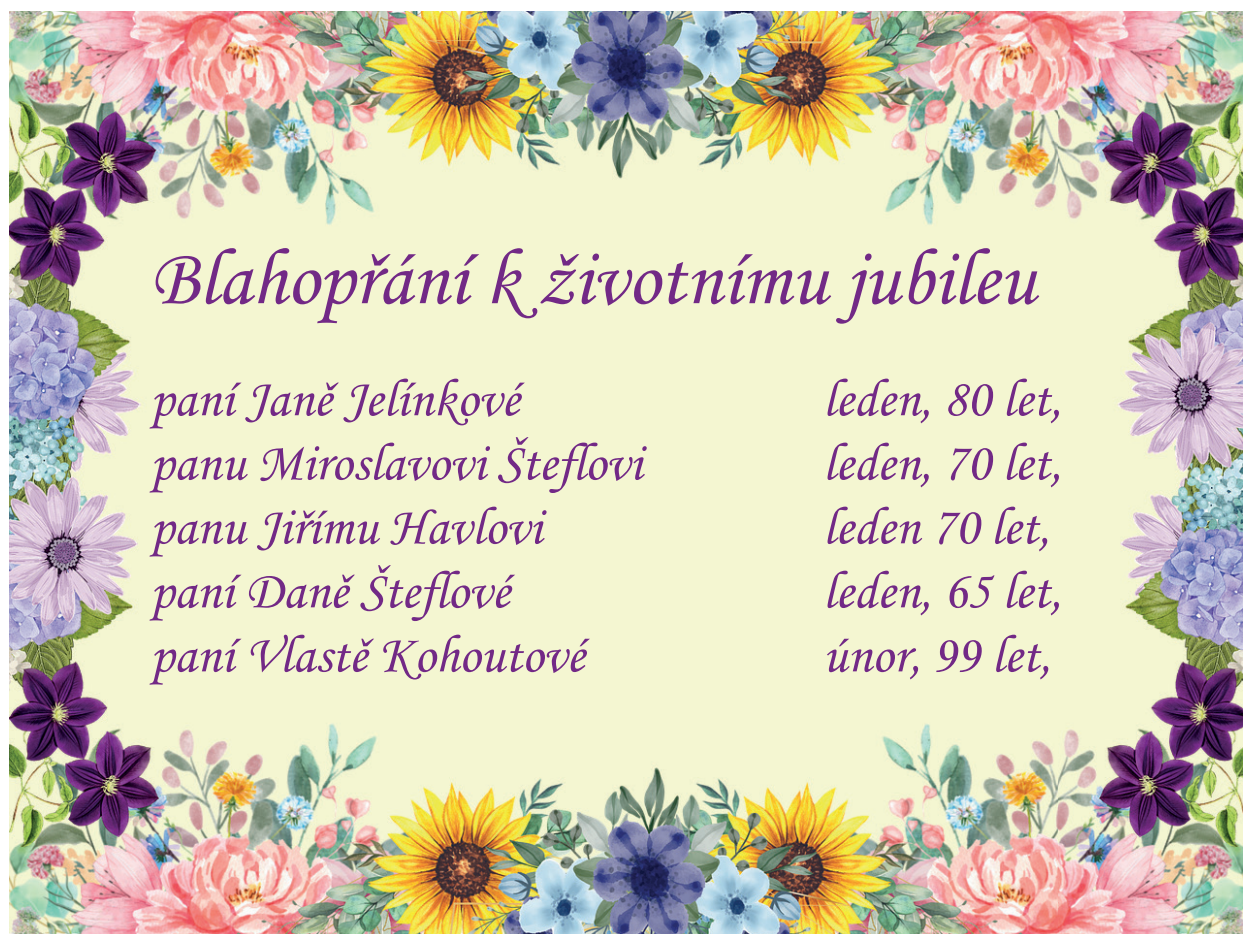 Blahopřání k životnímu jubileu
paní Janě Jelínkové leden, 80 let,
panu Miroslavovi Šteflovi leden, 70 let,
panu Jiřímu Havlovi leden 70 let,
paní Daně Šteflové leden, 65 let,
paní Vlastě Kohoutové únor, 99 let,